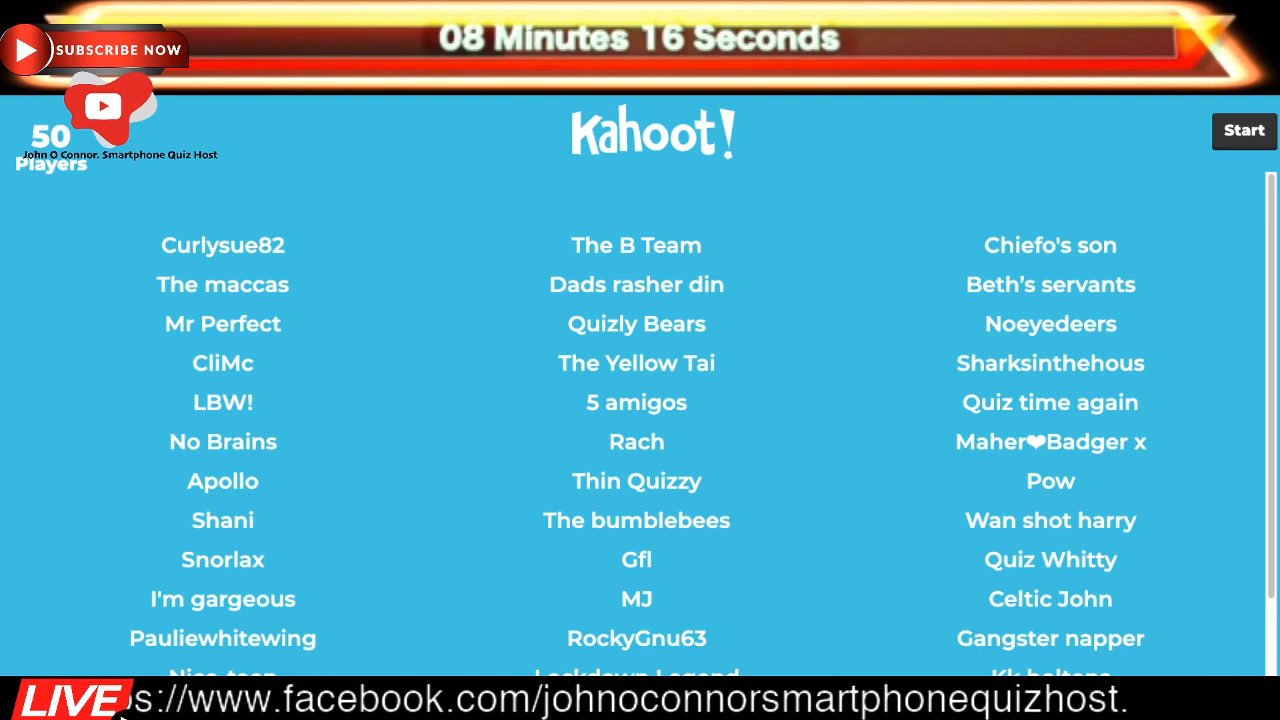 08 Minutes 16 Seconds
SUBSCRIBE NOW
Kahoot!
Start
50
John O Connor. Smartphone Quiz Host
Players
Curlysue82 The B Team Chiefo's son
The maccas Dads rasher din Beth’s servants
Mr Perfect Quizly Bears Noeyedeers
CliMc The Yellow Tai Sharksinthehous
LBW! 5 amigos Quiz time again
No Brains Rach Maher❤Badger x
Apollo Thin Quizzy Pow
Shani The bumblebees Wan shot harry
Snorlax Gfl Quiz Whitty
I'm gargeous MJ Celtic John
Pauliewhitewing RockyGnu63 Gangster napper
Lockdown Legend
LIVE s://www.facebook.com/johnoconnorsmartphonequizhost.